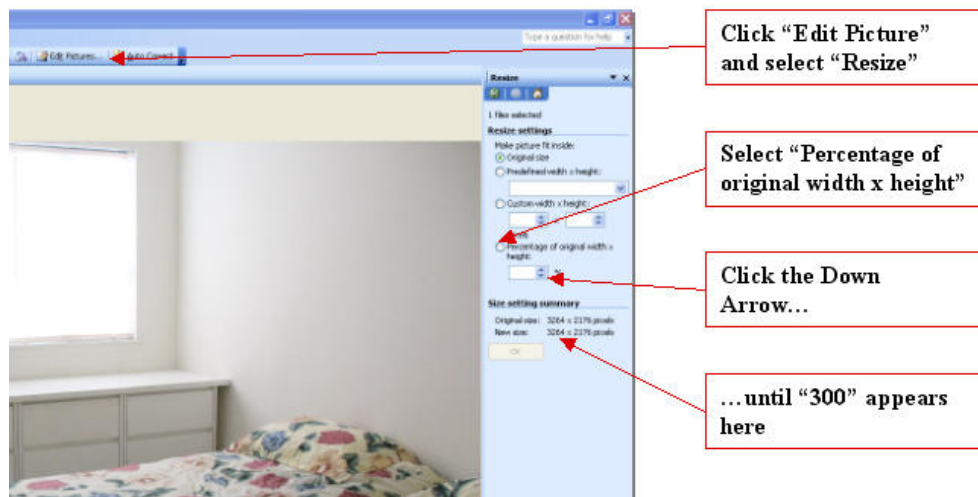 Type a question for help
Edit Pictures...
Auto Correct
Resize
1 files selected
Resize settings
Make picture fit inside:
Original size
Predefined width x height:
Custom width x height:
Percentage of original width x
height:
%
Size setting summary
Original size: 3264 x 2176 pixels
New size: 3264 x 2176 pixels
OK
Click “Edit Picture”
and select “Resize”
Select “Percentage of
original width x height”
Click the Down
Arrow…
…until “300” appears
here